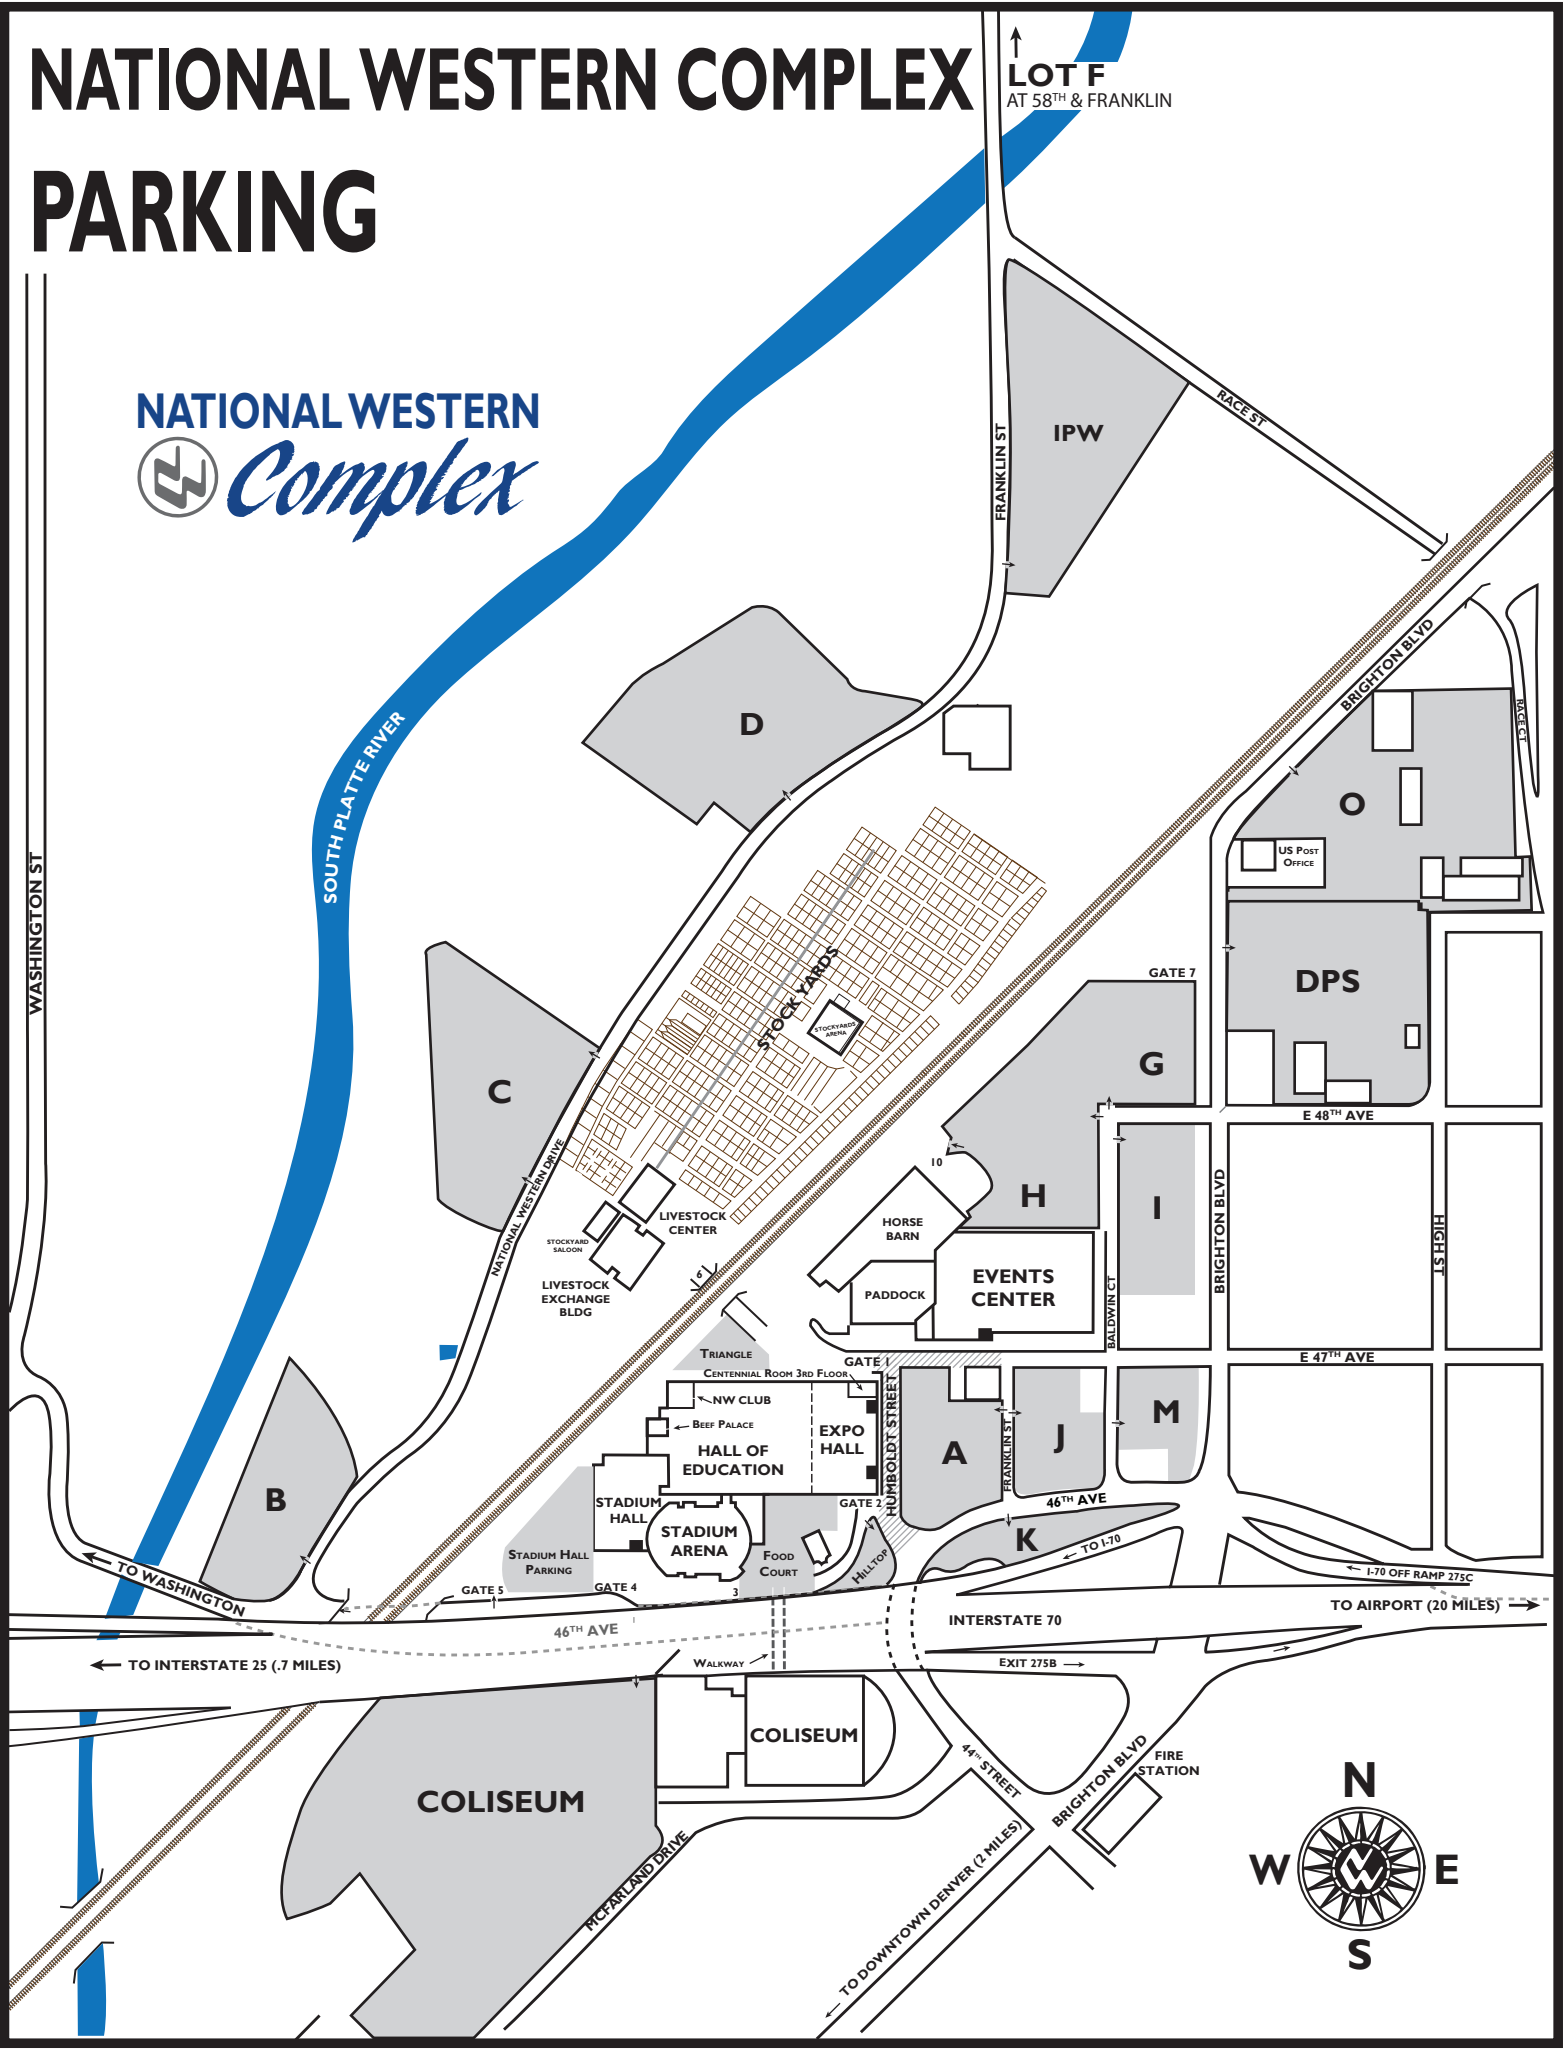 NATIONAL WESTERN COMPLEX
PARKING
LOT F
AT 58TH & FRANKLIN
NATIONAL WESTERN
Complex
WASHINGTON ST
SOUTH PLATTE RIVER
FRANKLIN ST
IPW
RACE ST
BRIGHTON BLVD
RACE CT
D
O
US POST
OFFICE
DPS
STOCK YARDS
STOCKYARDS
ARENA
GATE 7
G
C
E 48TH AVE
NATIONAL WESTERN DRIVE
10
H
I
BRIGHTON BLVD
HIGH ST
LIVESTOCK
CENTER
STOCKYARD
SALOON
LIVESTOCK
EXCHANGE
BLDG
HORSE
BARN
PADDOCK
EVENTS
CENTER
BALDWIN CT
6
TRIANGLE
GATE 1
E 47TH AVE
CENTENNIAL ROOM 3RD FLOOR
NW CLUB
BEEF PALACE
HALL OF
EDUCATION
EXPO
HALL
HUMBOLDT STREET
A
FRANKLIN ST
J
M
B
STADIUM
HALL
STADIUM
ARENA
GATE 2
46TH AVE
K
TO I-70
STADIUM HALL
PARKING
FOOD
COURT
HILLTOP
I-70 OFF RAMP 275C
TO WASHINGTON
GATE 5
GATE 4
3
TO AIRPORT (20 MILES)
46TH AVE
INTERSTATE 70
TO INTERSTATE 25 (.7 MILES)
WALKWAY
EXIT 275B
COLISEUM
44TH STREET
BRIGHTON BLVD
FIRE
STATION
COLISEUM
MCFARLAND DRIVE
TO DOWNTOWN DENVER (2 MILES)
N
W
E
S